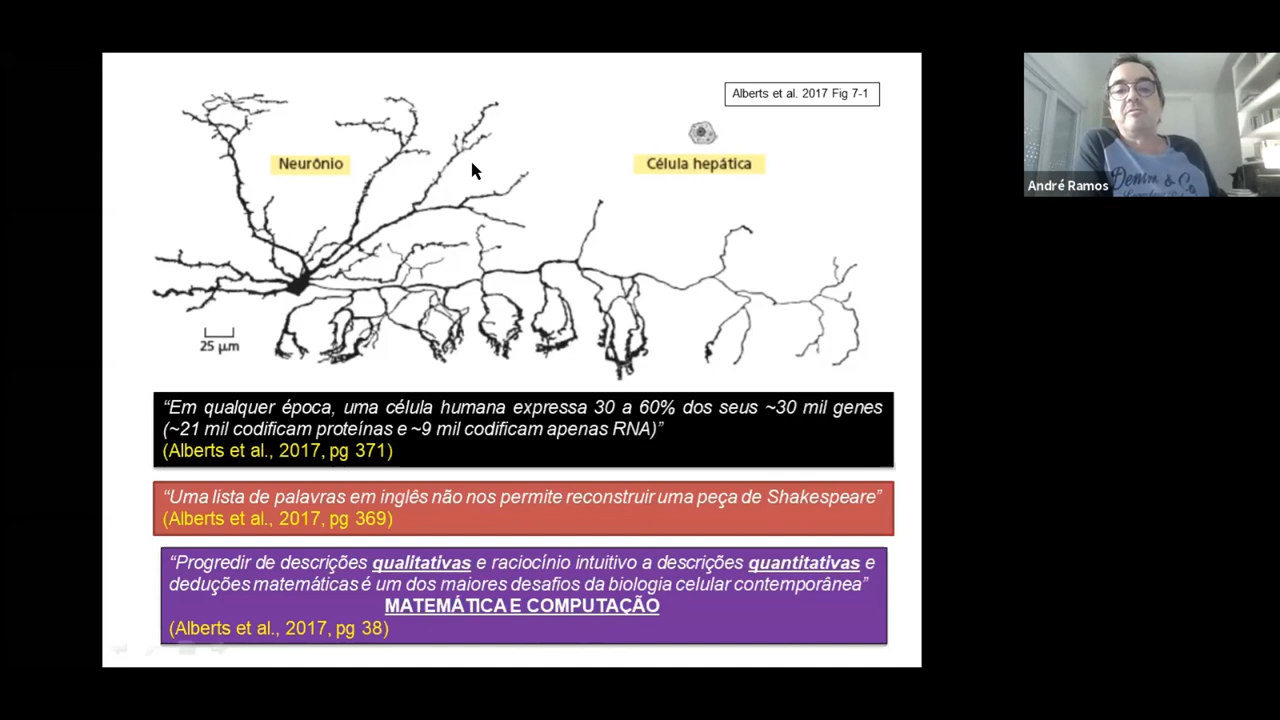 Alberts et al. 2017 Fig 7-1
Neurônio
Célula hepática
25 µm
“Em qualquer época, uma célula humana expressa 30 a 60% dos seus ~30 mil genes
(~21 mil codificam proteínas e ~9 mil codificam apenas RNA)”
(Alberts et al., 2017, pg 371)
“Uma lista de palavras em inglês não nos permite reconstruir uma peça de Shakespeare”
(Alberts et al., 2017, pg 369)
“Progredir de descrições qualitativas e raciocínio intuitivo a descrições quantitativas e
deduções matemáticas é um dos maiores desafios da biologia celular contemporânea”
MATEMÁTICA E COMPUTAÇÃO
(Alberts et al., 2017, pg 38)
André Ramos
Denim & Co.